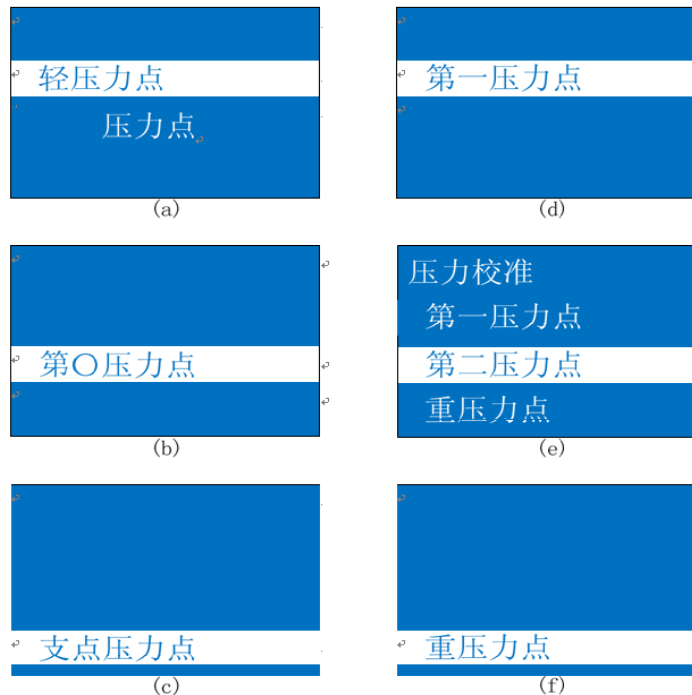 轻压力点
压力点
(a)
第一压力点
(d)
第〇压力点
(b)
压力校准
第一压力点
第二压力点
重压力点
(e)
支点压力点
(c)
重压力点
(f)